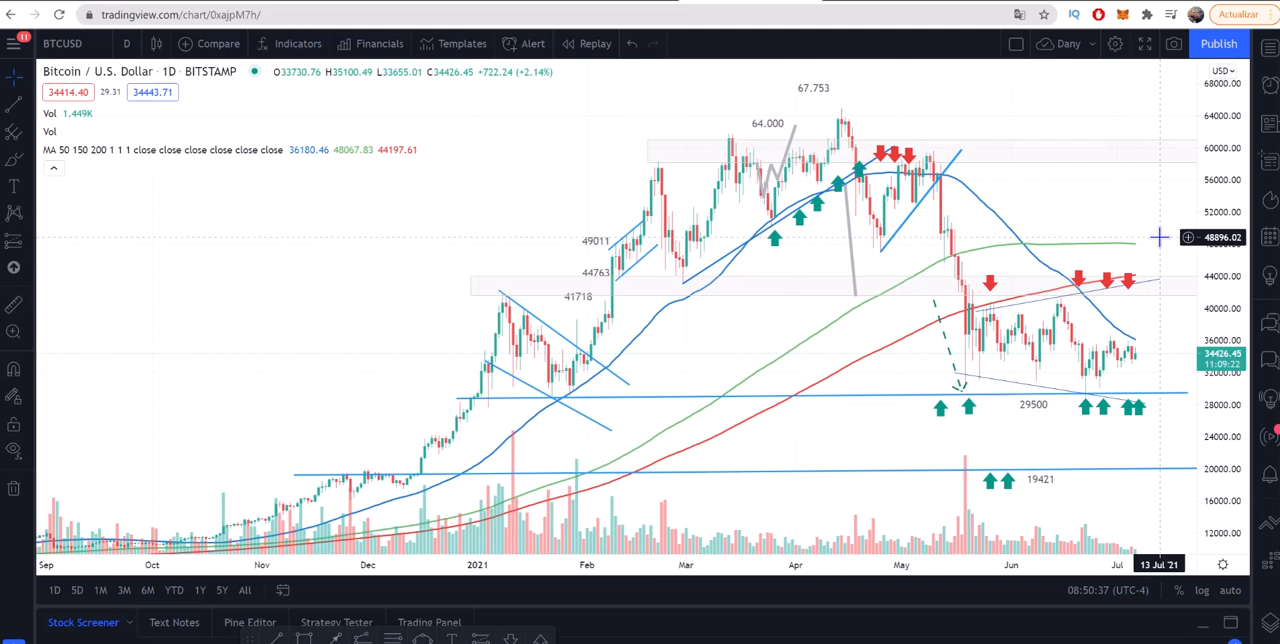 tradingview.com/chart/0xajpM7h/
IQ
Actualizar
11
BTCUSD
D
Compare
Indicators
Financials
Templates
Alert
Replay
Dany
Publish
Bitcoin / U.S. Dollar · 1D · BITSTAMP
O33730.76 H35100.49 L33655.01 C34426.45 +722.24 (+2.14%)
USD
34414.40
29.31
34443.71
Vol 1.449K
Vol
MA 50 150 200 1 1 1 close close close close close close 36180.46 48067.83 44197.61
67.753
64.000
49011
44763
41718
29500
19421
68000.00
64000.00
60000.00
56000.00
52000.00
48896.02
44000.00
40000.00
36000.00
34426.45
11:09:22
32000.00
28000.00
24000.00
20000.00
16000.00
12000.00
Sep
Oct
Nov
Dec
2021
Feb
Mar
Apr
May
Jun
Jul
13 Jul '21
1D
5D
1M
3M
6M
YTD
1Y
5Y
All
08:50:37 (UTC-4)
%
log
auto
Stock Screener
Text Notes
Pine Editor
Strategy Tester
Trading Panel